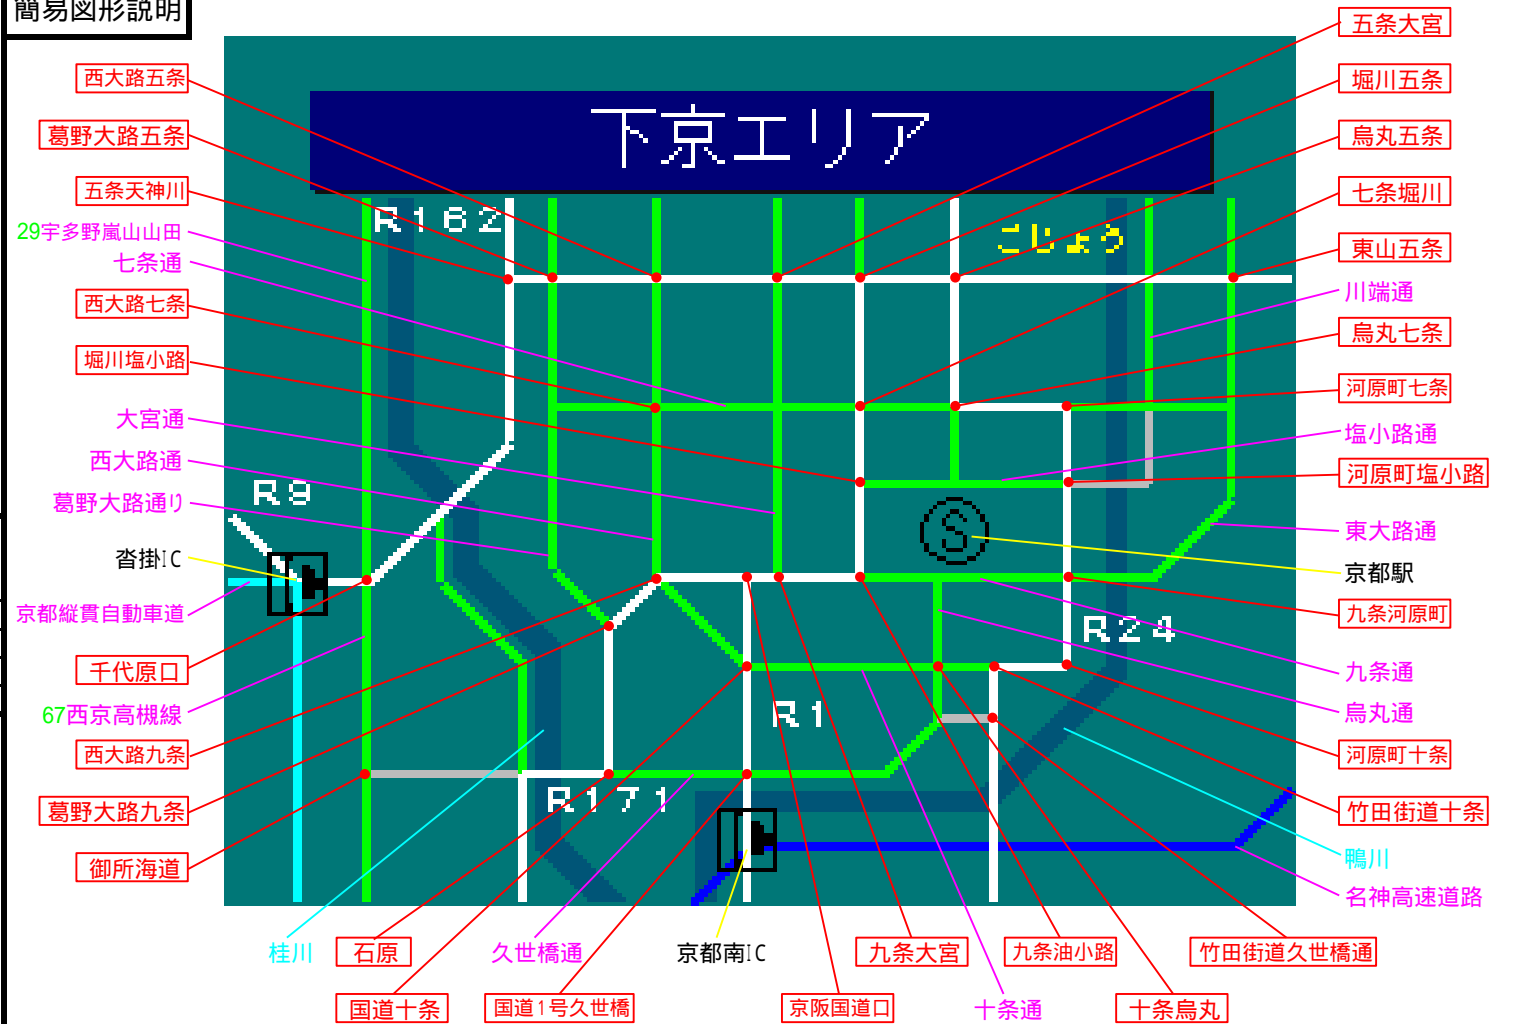 簡易図形説明
五条大宮
西大路五条
堀川五条
下京エリア
葛野大路五条
烏丸五条
五条天神川
七条堀川
R162
29宇多野嵐山山田
ごじょう
東山五条
七条通
川端通
西大路七条
烏丸七条
堀川塩小路
河原町七条
大宮通
塩小路通
西大路通
河原町塩小路
R9
葛野大路通り
東大路通
S
沓掛IC
京都駅
京都縦貫自動車道
九条河原町
R24
千代原口
九条通
67西京高槻線
R1
烏丸通
西大路九条
河原町十条
R171
葛野大路九条
竹田街道十条
御所海道
鴨川
名神高速道路
桂川
石原
久世橋通
京都南IC
九条大宮
九条油小路
竹田街道久世橋通
国道十条
国道1号久世橋
京阪国道口
十条通
十条烏丸